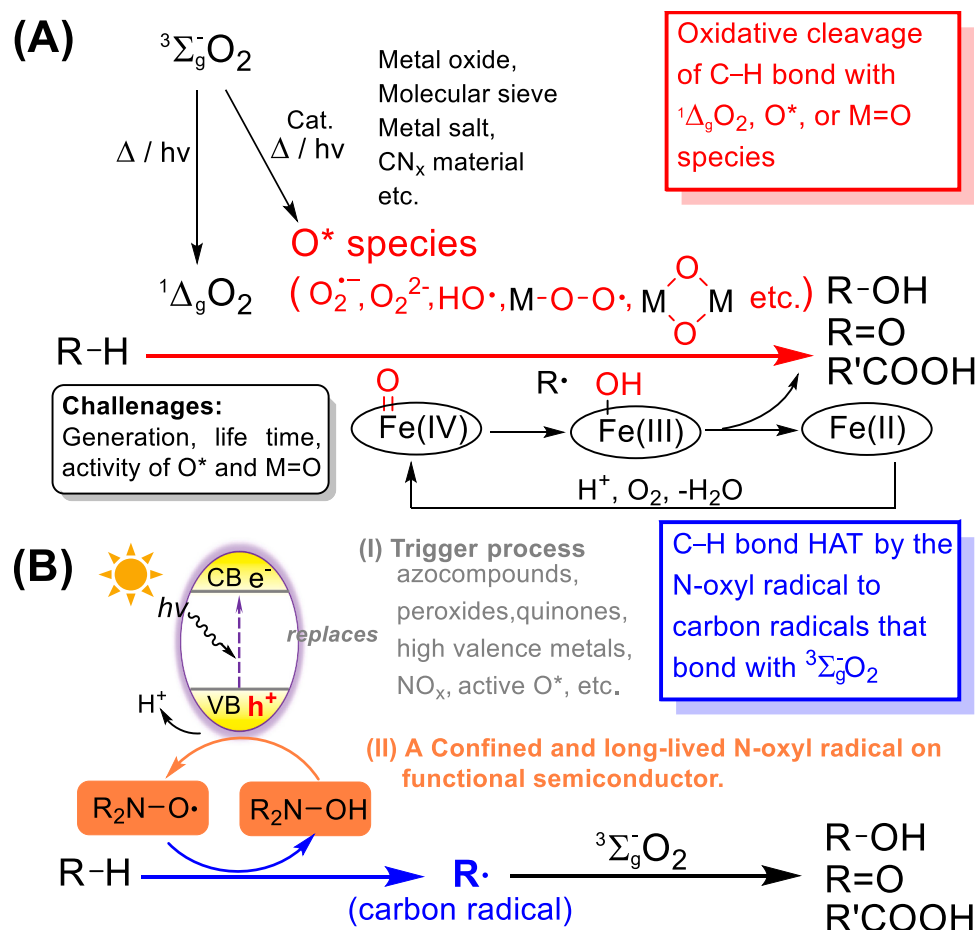 (A)
³Σg⁻O₂
Δ / hv
Cat.
Δ / hv
Metal oxide,
Molecular sieve
Metal salt,
CNₓ material
etc.
Oxidative cleavage
of C–H bond with
¹ΔgO₂, O*, or M=O
species
O* species
¹ΔgO₂
( O₂•⁻, O₂²⁻, HO•, M-O-O•, M O O M etc.)
R-H
R-OH
R=O
R'COOH
Challenages:
Generation, life time,
activity of O* and M=O
O
Fe(IV)
R•
OH
Fe(III)
Fe(II)
H⁺, O₂, -H₂O
(B)
CB e⁻
hv
VB h⁺
H⁺
replaces
(I) Trigger process
azocompounds,
peroxides,quinones,
high valence metals,
NOₓ, active O*, etc.
C–H bond HAT by the
N-oxyl radical to
carbon radicals that
bond with ³Σg⁻O₂
(II) A Confined and long-lived N-oxyl radical on
functional semiconductor.
R₂N-O•
R₂N-OH
R-H
R•
(carbon radical)
³Σg⁻O₂
R-OH
R=O
R'COOH